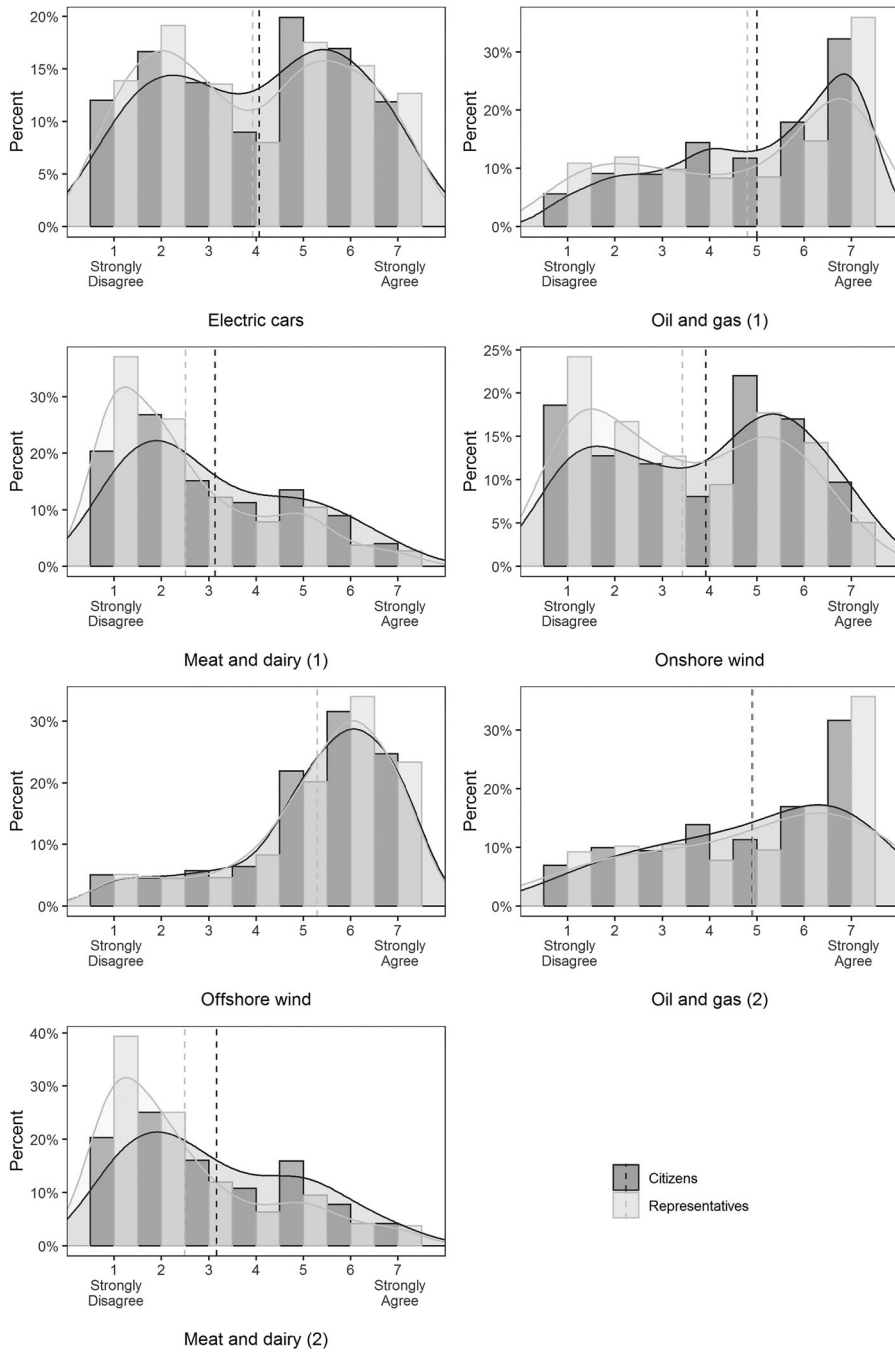 20%
15%
10%
5%
0%
Percent
1 2 3 4 5 6 7
Strongly Disagree
Strongly Agree
Electric cars
30%
20%
10%
0%
Percent
1 2 3 4 5 6 7
Strongly Disagree
Strongly Agree
Oil and gas (1)
30%
20%
10%
0%
Percent
1 2 3 4 5 6 7
Strongly Disagree
Strongly Agree
Meat and dairy (1)
25%
20%
15%
10%
5%
0%
Percent
1 2 3 4 5 6 7
Strongly Disagree
Strongly Agree
Onshore wind
30%
20%
10%
0%
Percent
1 2 3 4 5 6 7
Strongly Disagree
Strongly Agree
Offshore wind
30%
20%
10%
0%
Percent
1 2 3 4 5 6 7
Strongly Disagree
Strongly Agree
Oil and gas (2)
40%
30%
20%
10%
0%
Percent
1 2 3 4 5 6 7
Strongly Disagree
Strongly Agree
Meat and dairy (2)
Citizens
Representatives